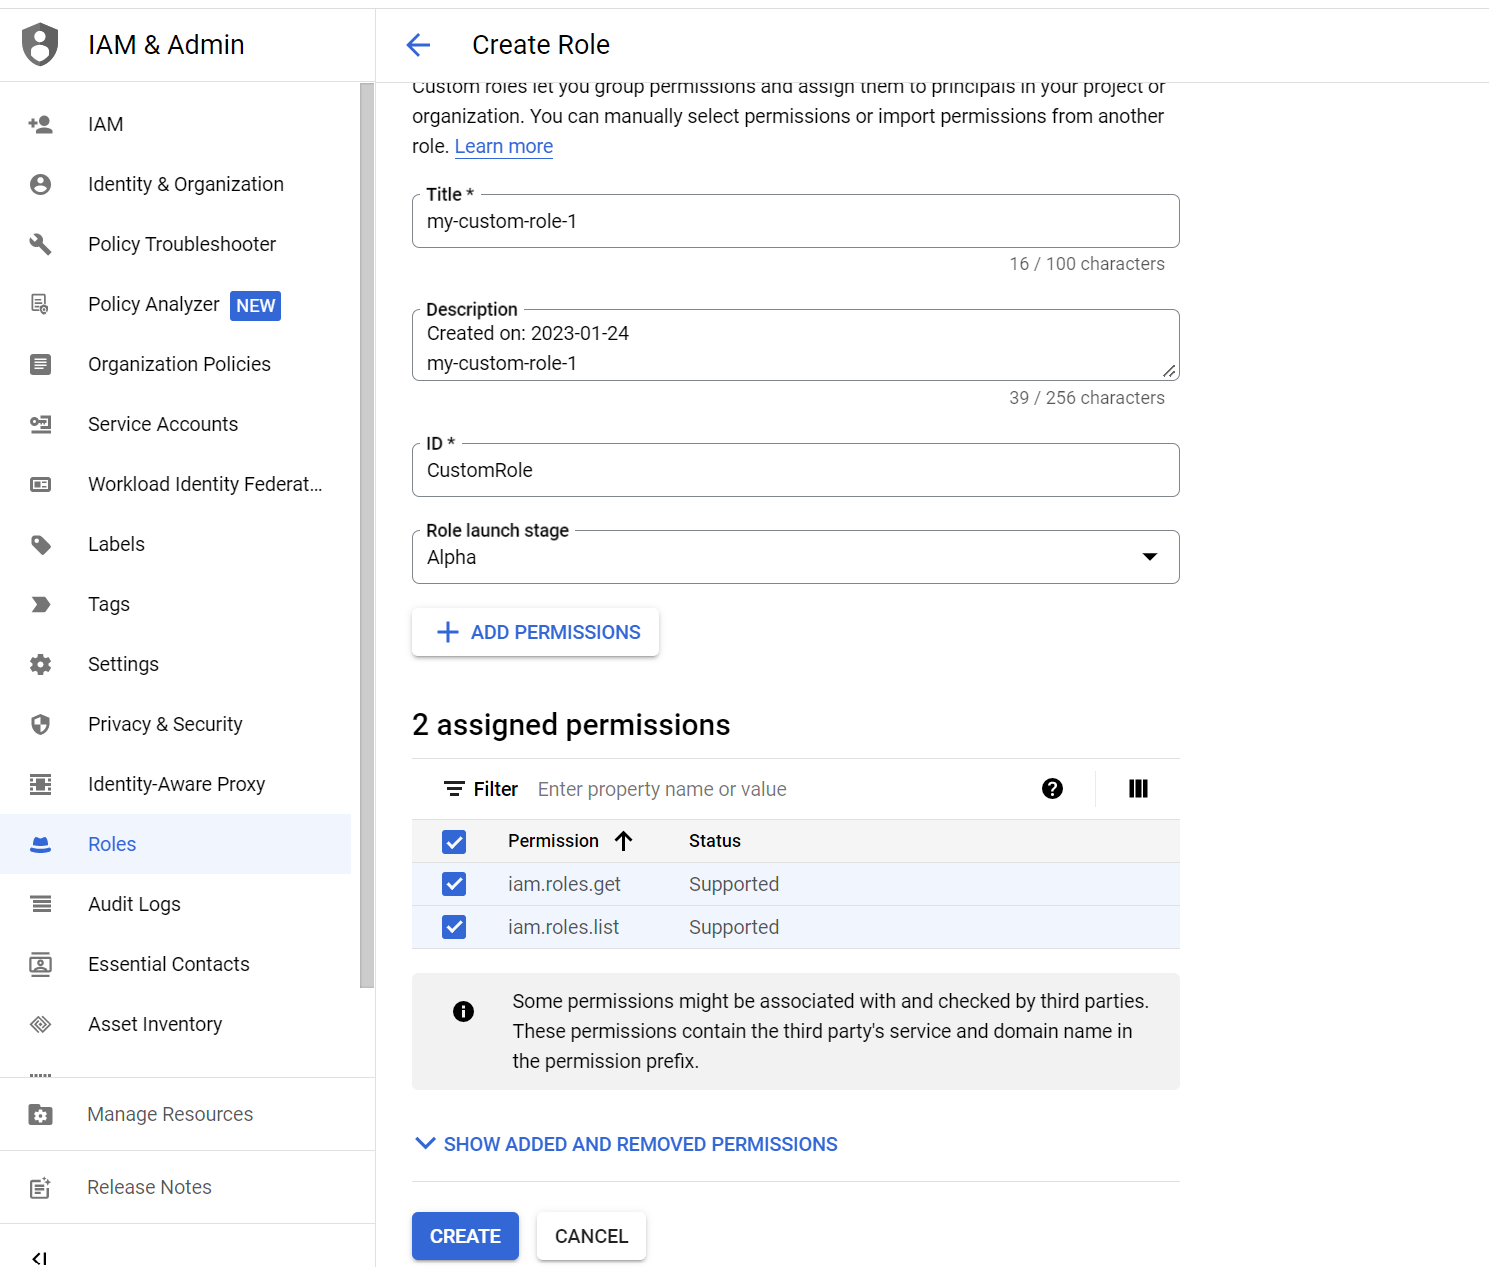 IAM & Admin
Create Role
IAM
Identity & Organization
Policy Troubleshooter
Policy Analyzer NEW
Organization Policies
Service Accounts
Workload Identity Federat...
Labels
Tags
Settings
Privacy & Security
Identity-Aware Proxy
Roles
Audit Logs
Essential Contacts
Asset Inventory
Manage Resources
Release Notes
Custom roles let you group permissions and assign them to principals in your project or
organization. You can manually select permissions or import permissions from another
role. Learn more
Title *
my-custom-role-1
16 / 100 characters
Description
Created on: 2023-01-24
my-custom-role-1
39 / 256 characters
ID *
CustomRole
Role launch stage
Alpha
ADD PERMISSIONS
2 assigned permissions
Filter Enter property name or value
Permission Status
iam.roles.get Supported
iam.roles.list Supported
Some permissions might be associated with and checked by third parties.
These permissions contain the third party's service and domain name in
the permission prefix.
SHOW ADDED AND REMOVED PERMISSIONS
CREATE CANCEL